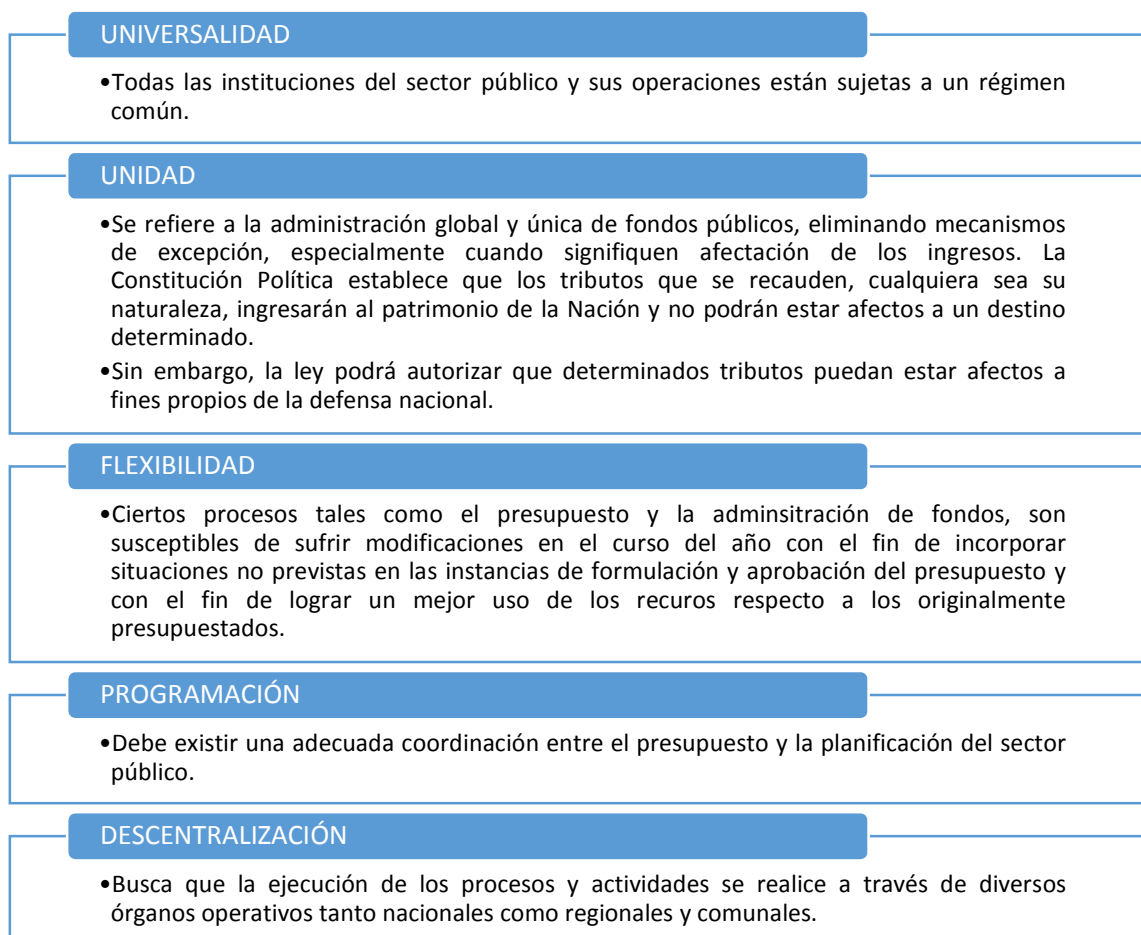 UNIVERSALIDAD
•Todas las instituciones del sector público y sus operaciones están sujetas a un régimen
común.
UNIDAD
•Se refiere a la administración global y única de fondos públicos, eliminando mecanismos
de excepción, especialmente cuando signifiquen afectación de los ingresos. La
Constitución Política establece que los tributos que se recauden, cualquiera sea su
naturaleza, ingresarán al patrimonio de la Nación y no podrán estar afectos a un destino
determinado.
•Sin embargo, la ley podrá autorizar que determinados tributos puedan estar afectos a
fines propios de la defensa nacional.
FLEXIBILIDAD
•Ciertos procesos tales como el presupuesto y la adminsitración de fondos, son
susceptibles de sufrir modificaciones en el curso del año con el fin de incorporar
situaciones no previstas en las instancias de formulación y aprobación del presupuesto y
con el fin de lograr un mejor uso de los recuros respecto a los originalmente
presupuestados.
PROGRAMACIÓN
•Debe existir una adecuada coordinación entre el presupuesto y la planificación del sector
público.
DESCENTRALIZACIÓN
•Busca que la ejecución de los procesos y actividades se realice a través de diversos
órganos operativos tanto nacionales como regionales y comunales.